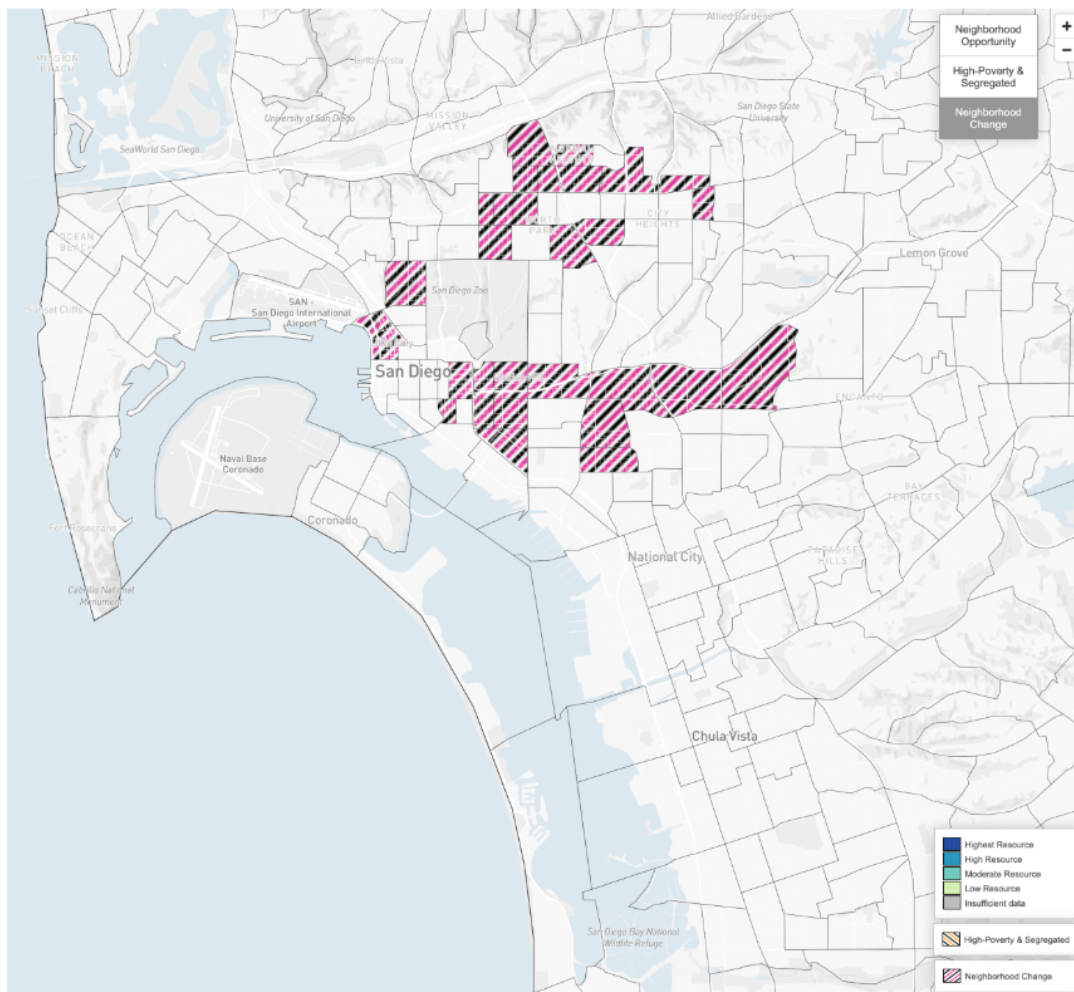 Allied Gardens
Neighborhood
Opportunity
+
−
High-Poverty &
Segregated
Neighborhood
Change
MISSION
BEACH
Linda Vista
University of San Diego
MISSION
VALLEY
San Diego State
University
SeaWorld San Diego
OCEAN
BEACH
NORTH
PARK
CITY
HEIGHTS
Lemon Grove
San Diego Zoo
SAN -
San Diego International
Airport
Sunset Cliffs
San Diego
ENCANTO
Naval Base
Coronado
Coronado
BAY
TERRACES
Fort Rosecrans
National City
PARADISE
HILLS
Cabrillo National
Monument
Chula Vista
Highest Resource
High Resource
Moderate Resource
Low Resource
Insufficient data
San Diego Bay National
Wildlife Refuge
High-Poverty & Segregated
Neighborhood Change